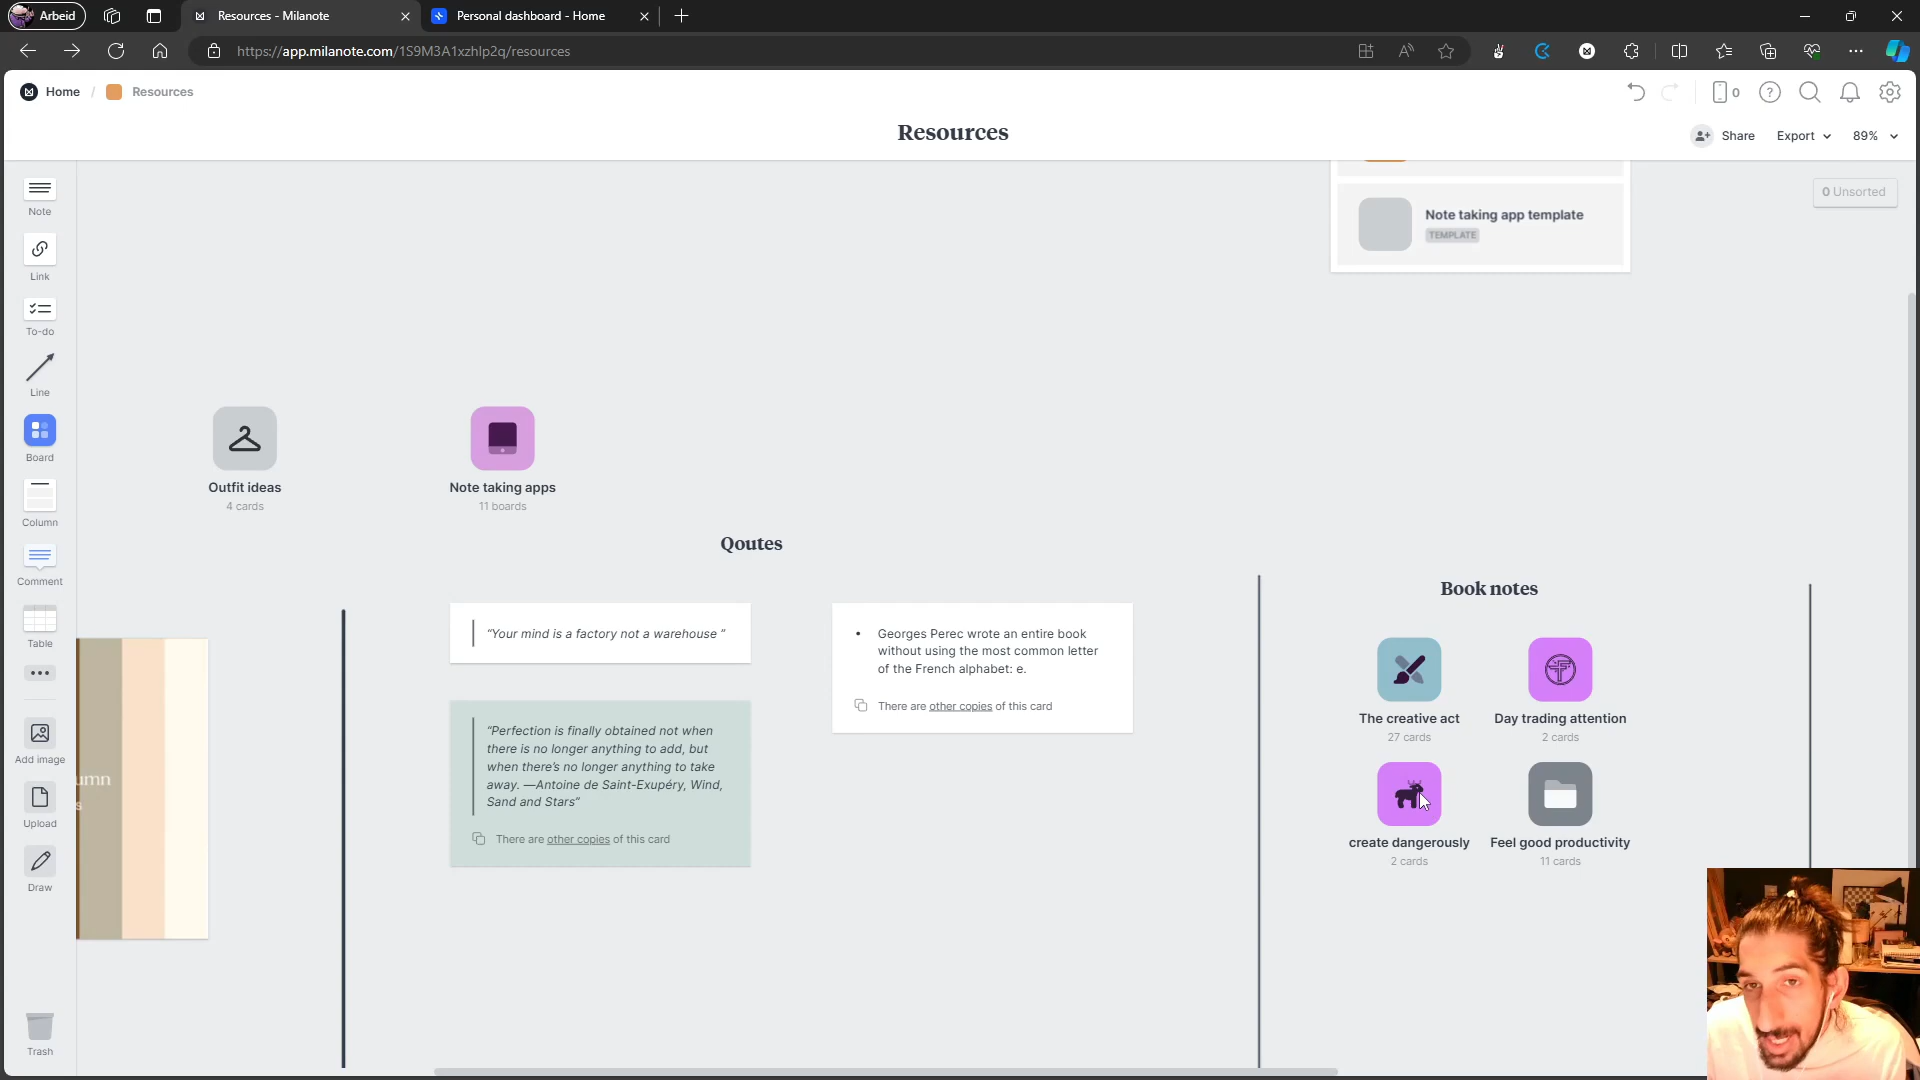 Arbeid
Resources - Milanote
Personal dashboard - Home
https://app.milanote.com/1S9M3A1xzhlp2q/resources
Home / Resources
0
Resources
Share
Export
89%
0 Unsorted
Note
Link
To-do
Line
Board
Column
Comment
Table
Add image
Upload
Draw
Trash
Note taking app template
TEMPLATE
Outfit ideas
4 cards
Note taking apps
11 boards
Qoutes
"Your mind is a factory not a warehouse "
"Perfection is finally obtained not when
there is no longer anything to add, but
when there's no longer anything to take
away. —Antoine de Saint-Exupéry, Wind,
Sand and Stars"
There are other copies of this card
• Georges Perec wrote an entire book
without using the most common letter
of the French alphabet: e.
There are other copies of this card
Book notes
The creative act
27 cards
Day trading attention
2 cards
create dangerously
2 cards
Feel good productivity
11 cards
umn
s